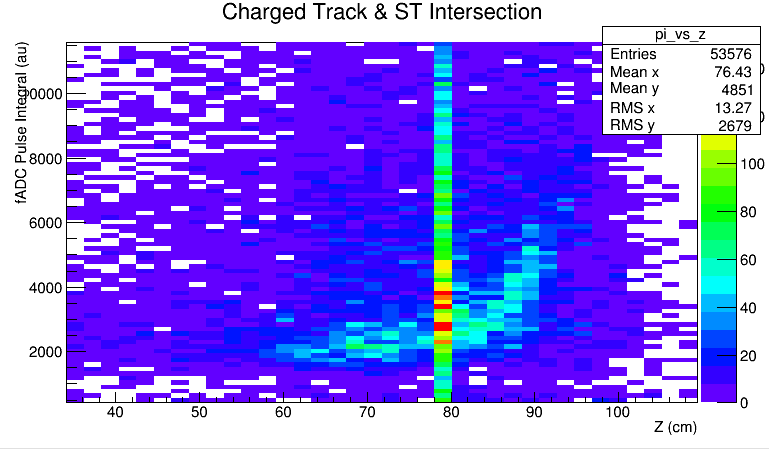 Charged Track & ST Intersection
pi_vs_z
Entries 53576
Mean x 76.43
Mean y 4851
RMS x 13.27
RMS y 2679
fADC Pulse Integral (au)
8000
6000
4000
2000
40 50 60 70 80 90 100
Z (cm)
100
80
60
40
20
0